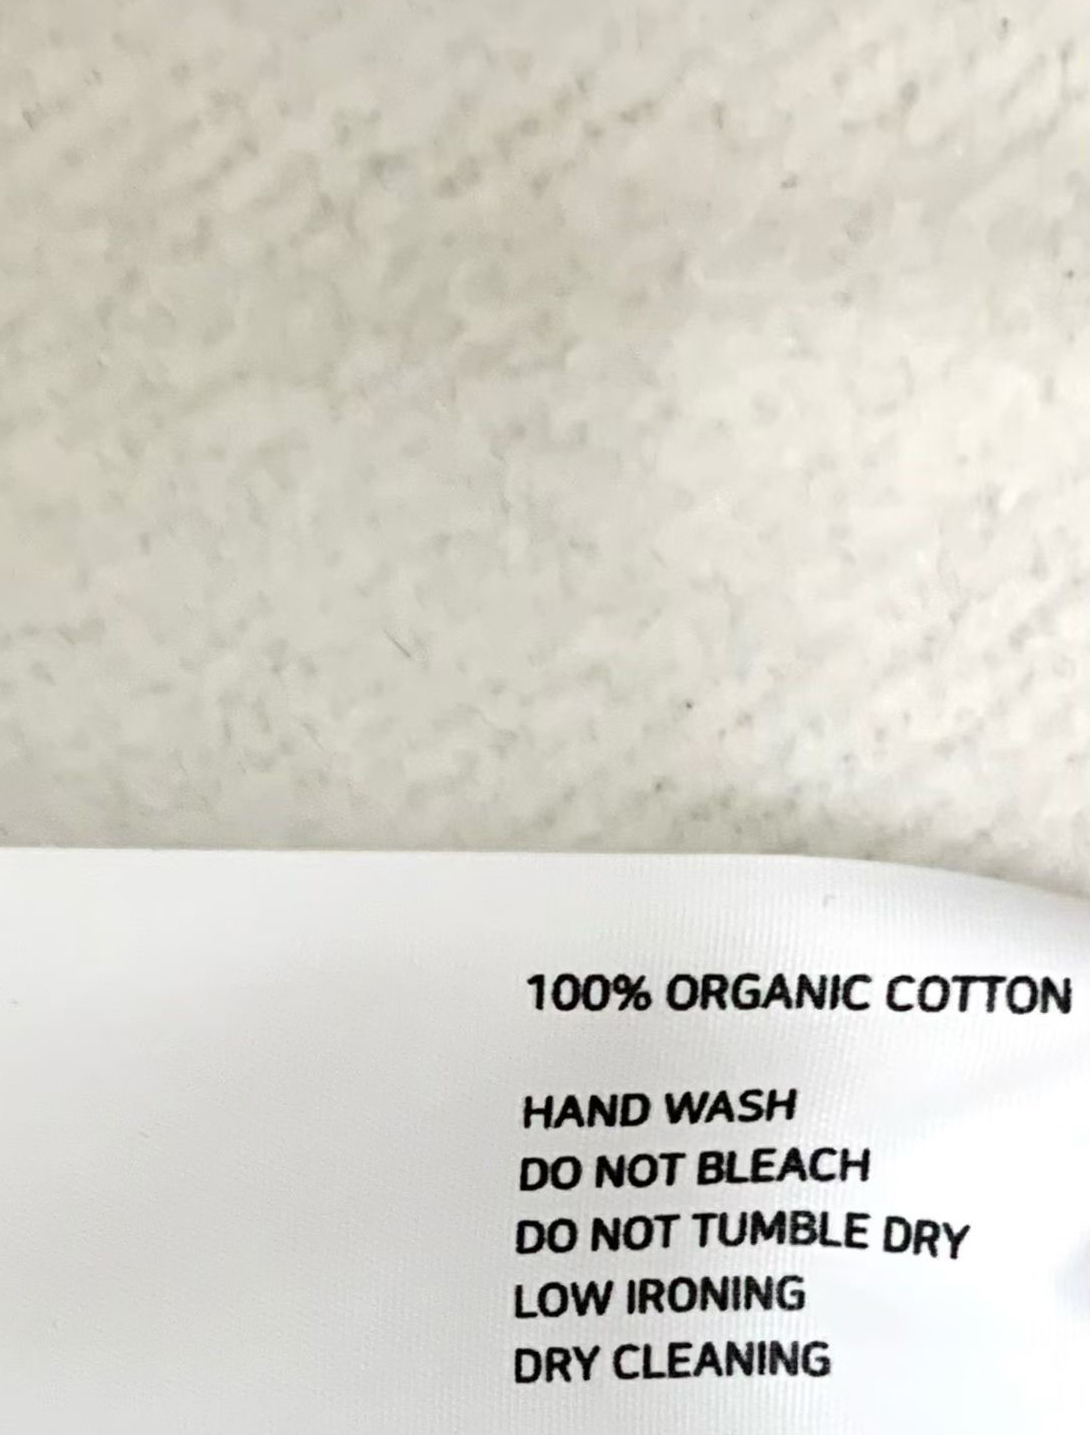 100% ORGANIC COTTON
HAND WASH
DO NOT BLEACH
DO NOT TUMBLE DRY
LOW IRONING
DRY CLEANING